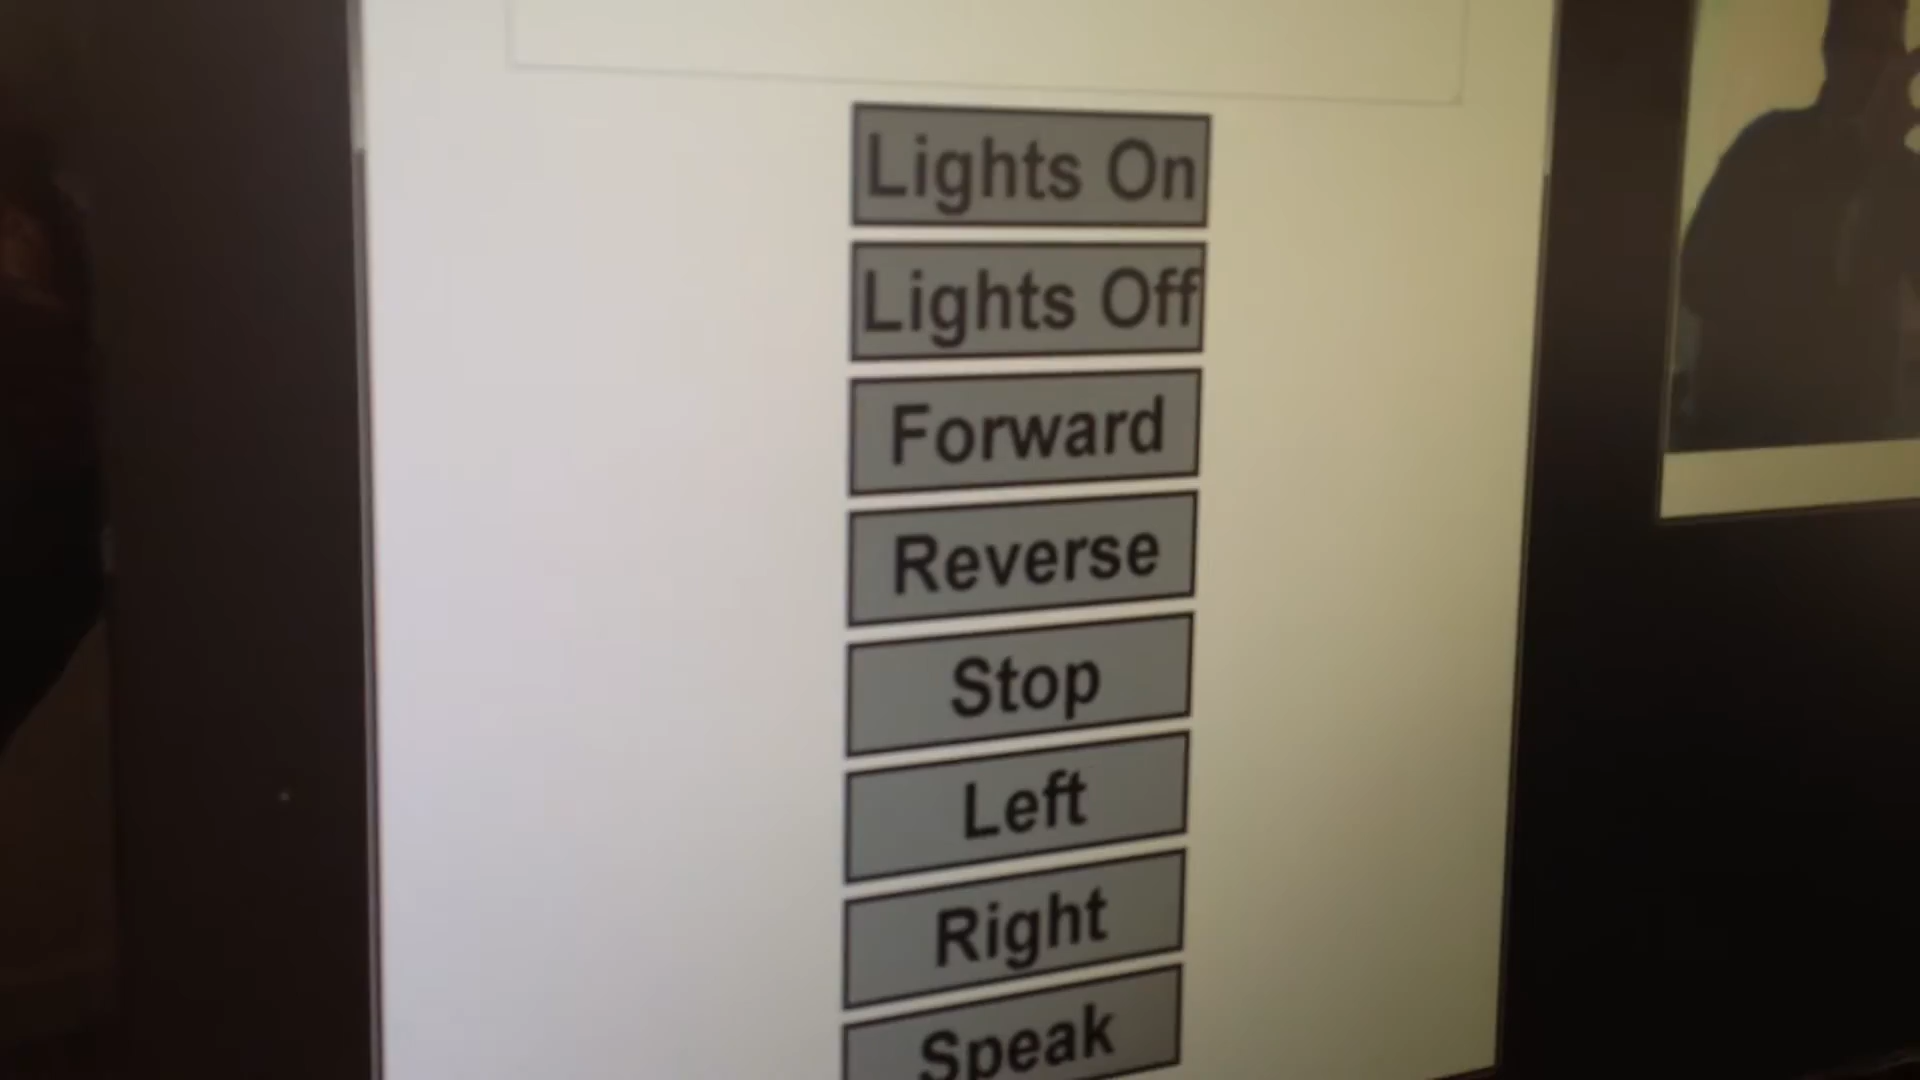 Lights On
Lights Off
Forward
Reverse
Stop
Left
Right
Speak